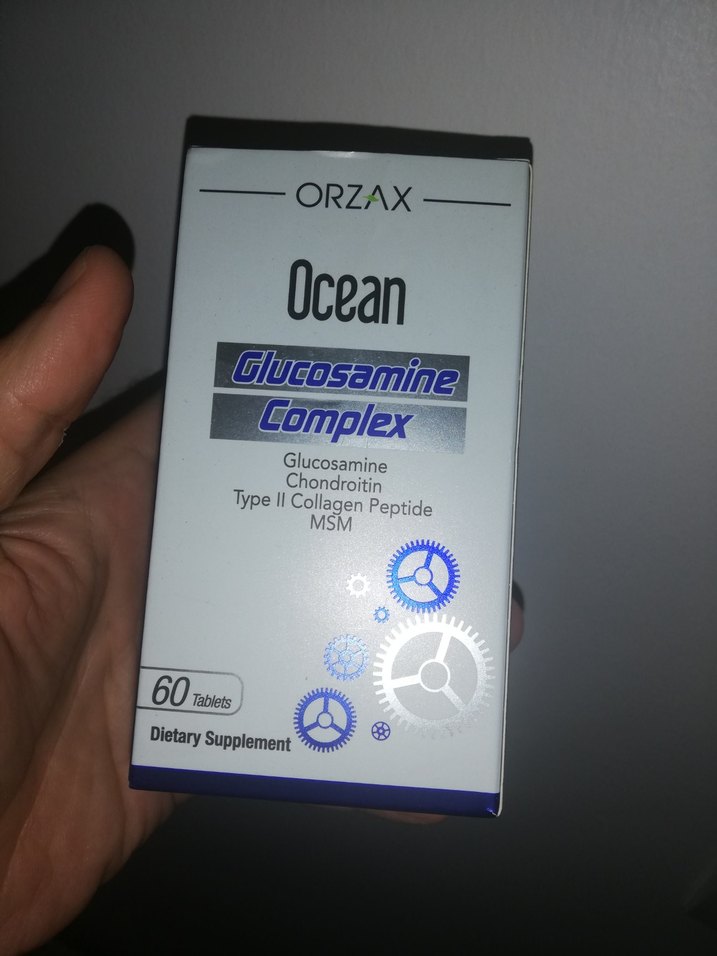 ORZAX
Ocean
Glucosamine
Complex
Glucosamine
Chondroitin
Type II Collagen Peptide
MSM
60 Tablets
Dietary Supplement